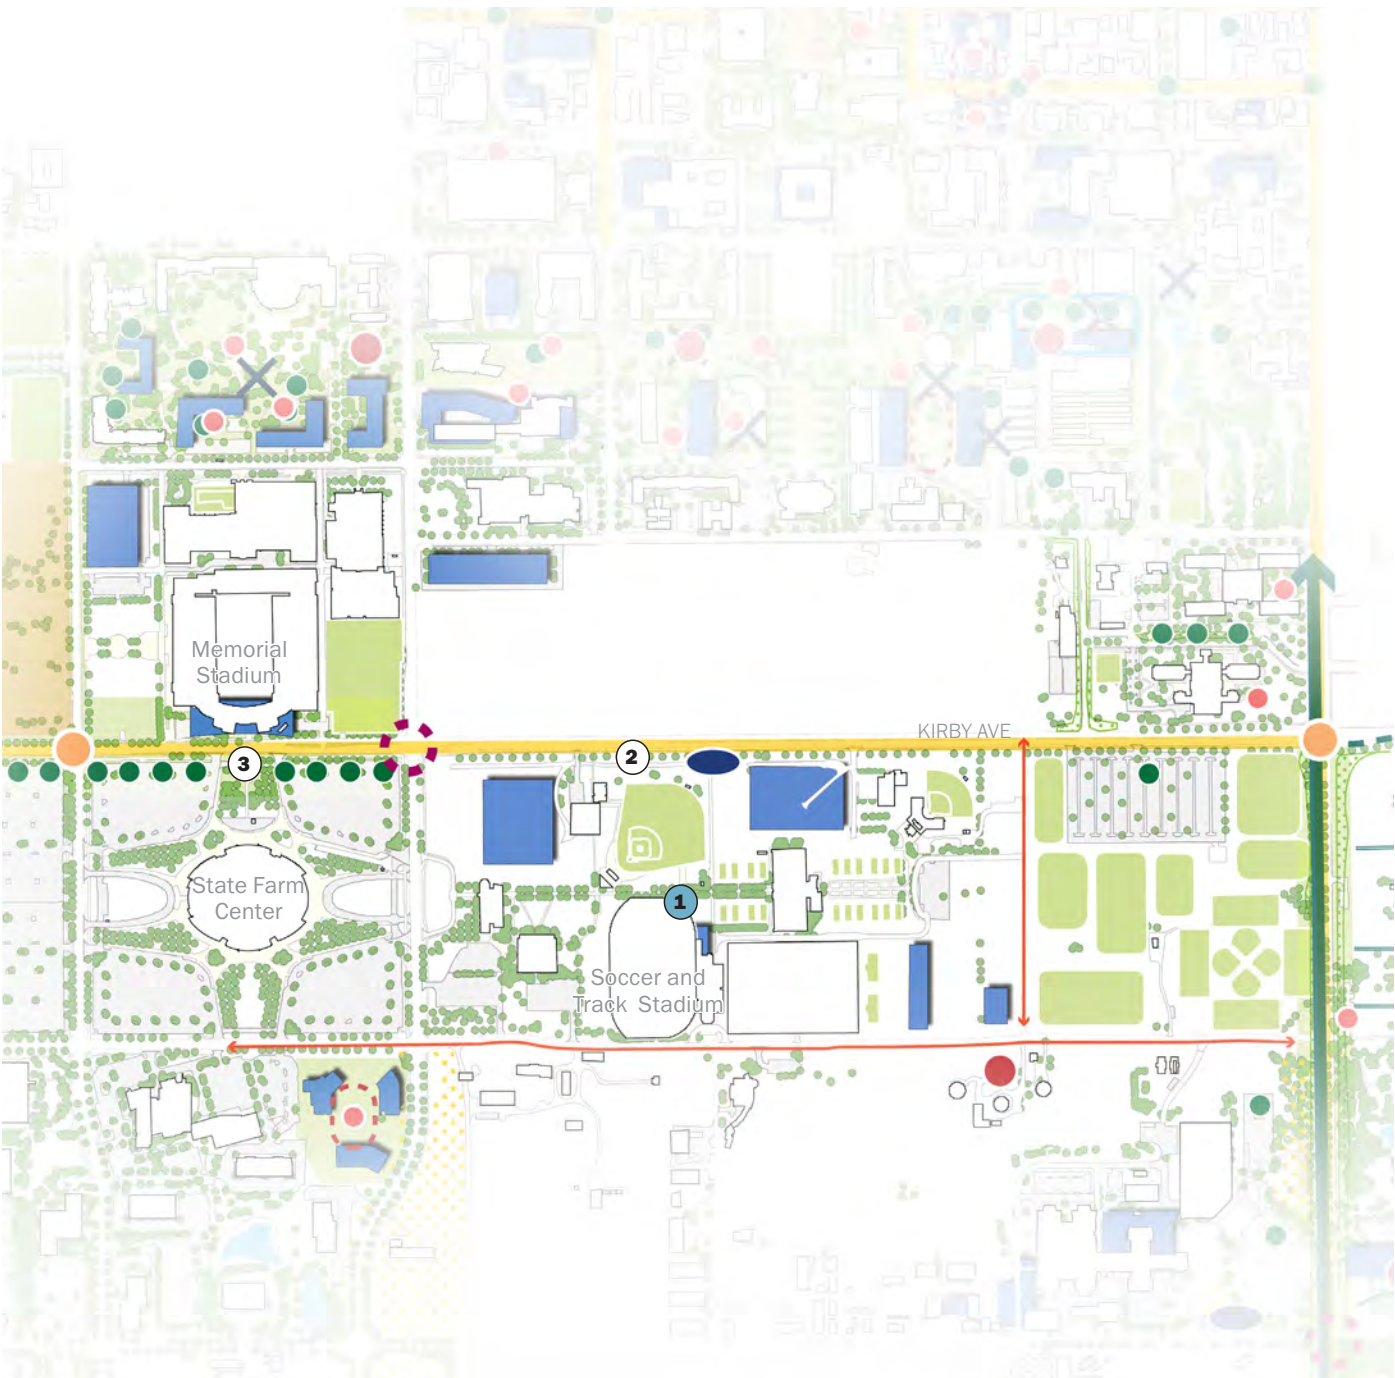 Memorial
Stadium
KIRBY AVE
2
3
State Farm
Center
1
Soccer and
Track Stadium